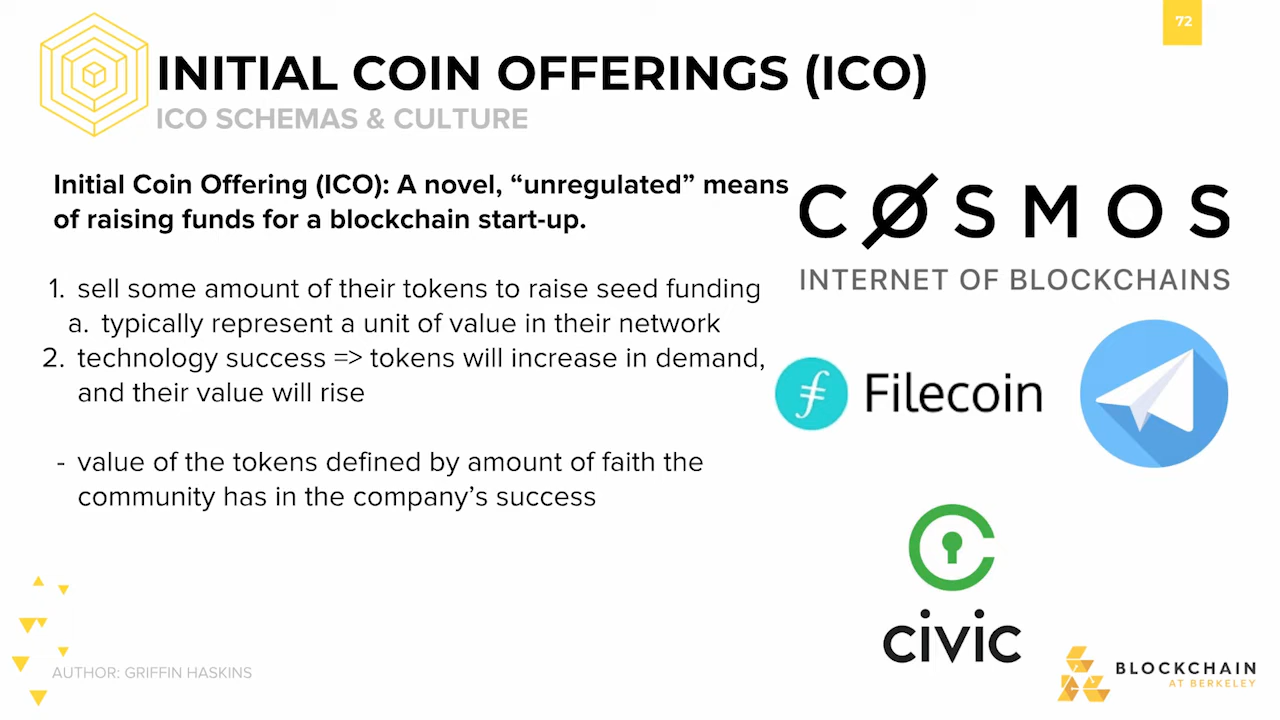 72
INITIAL COIN OFFERINGS (ICO)
ICO SCHEMAS & CULTURE
Initial Coin Offering (ICO): A novel, “unregulated” means
of raising funds for a blockchain start-up.
1. sell some amount of their tokens to raise seed funding
a. typically represent a unit of value in their network
2. technology success => tokens will increase in demand,
and their value will rise
- value of the tokens defined by amount of faith the
community has in the company’s success
CØSMOS
INTERNET OF BLOCKCHAINS
Filecoin
civic
AUTHOR: GRIFFIN HASKINS
BLOCKCHAIN
AT BERKELEY